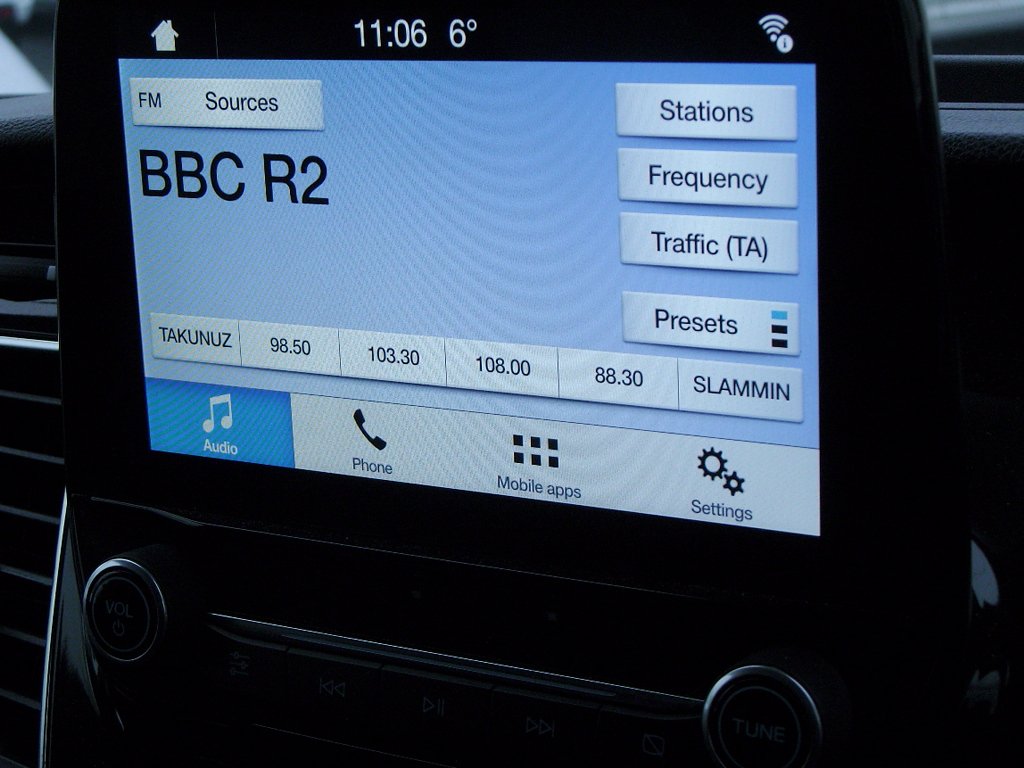 11:06 6°
FM Sources
BBC R2
Stations
Frequency
Traffic (TA)
Presets
TAKUNUZ 98.50 103.30 108.00 88.30 SLAMMIN
Audio Phone Mobile apps Settings
VOL
TUNE